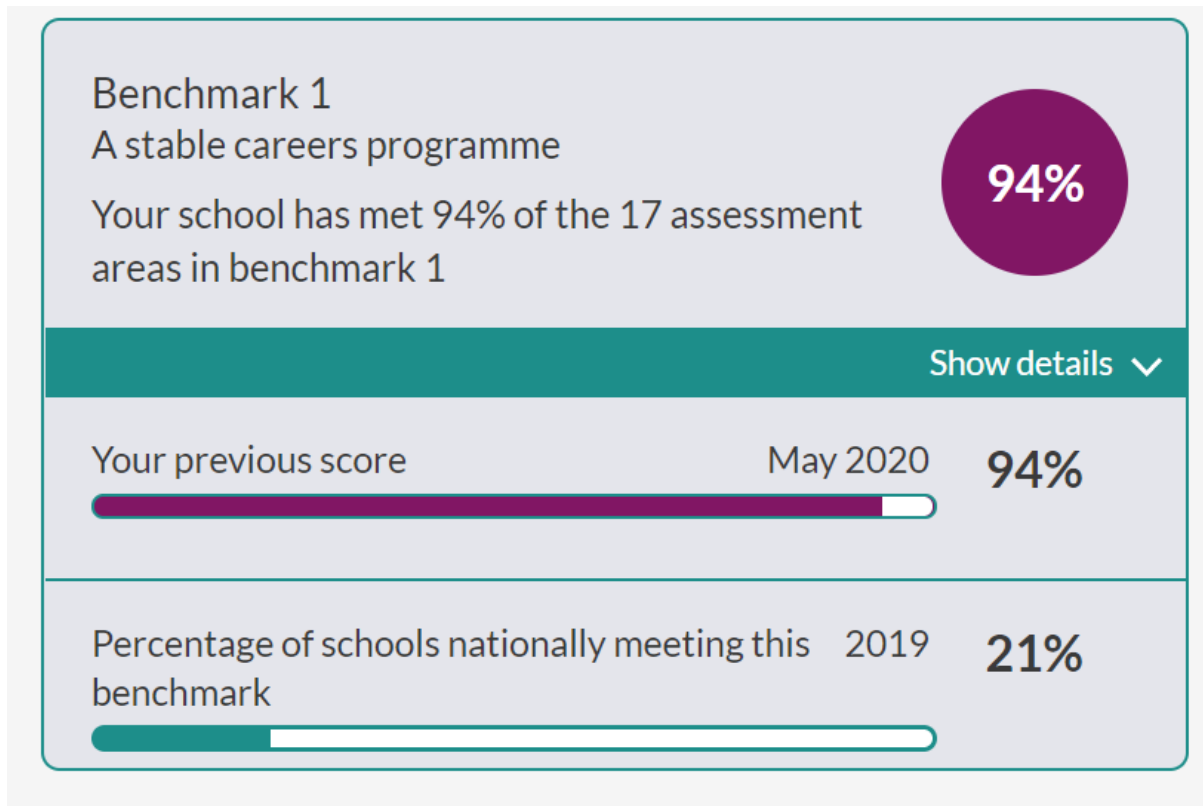 Benchmark 1
A stable careers programme
Your school has met 94% of the 17 assessment
areas in benchmark 1
94%
Show details
Your previous score May 2020 94%
Percentage of schools nationally meeting this 2019 21%
benchmark